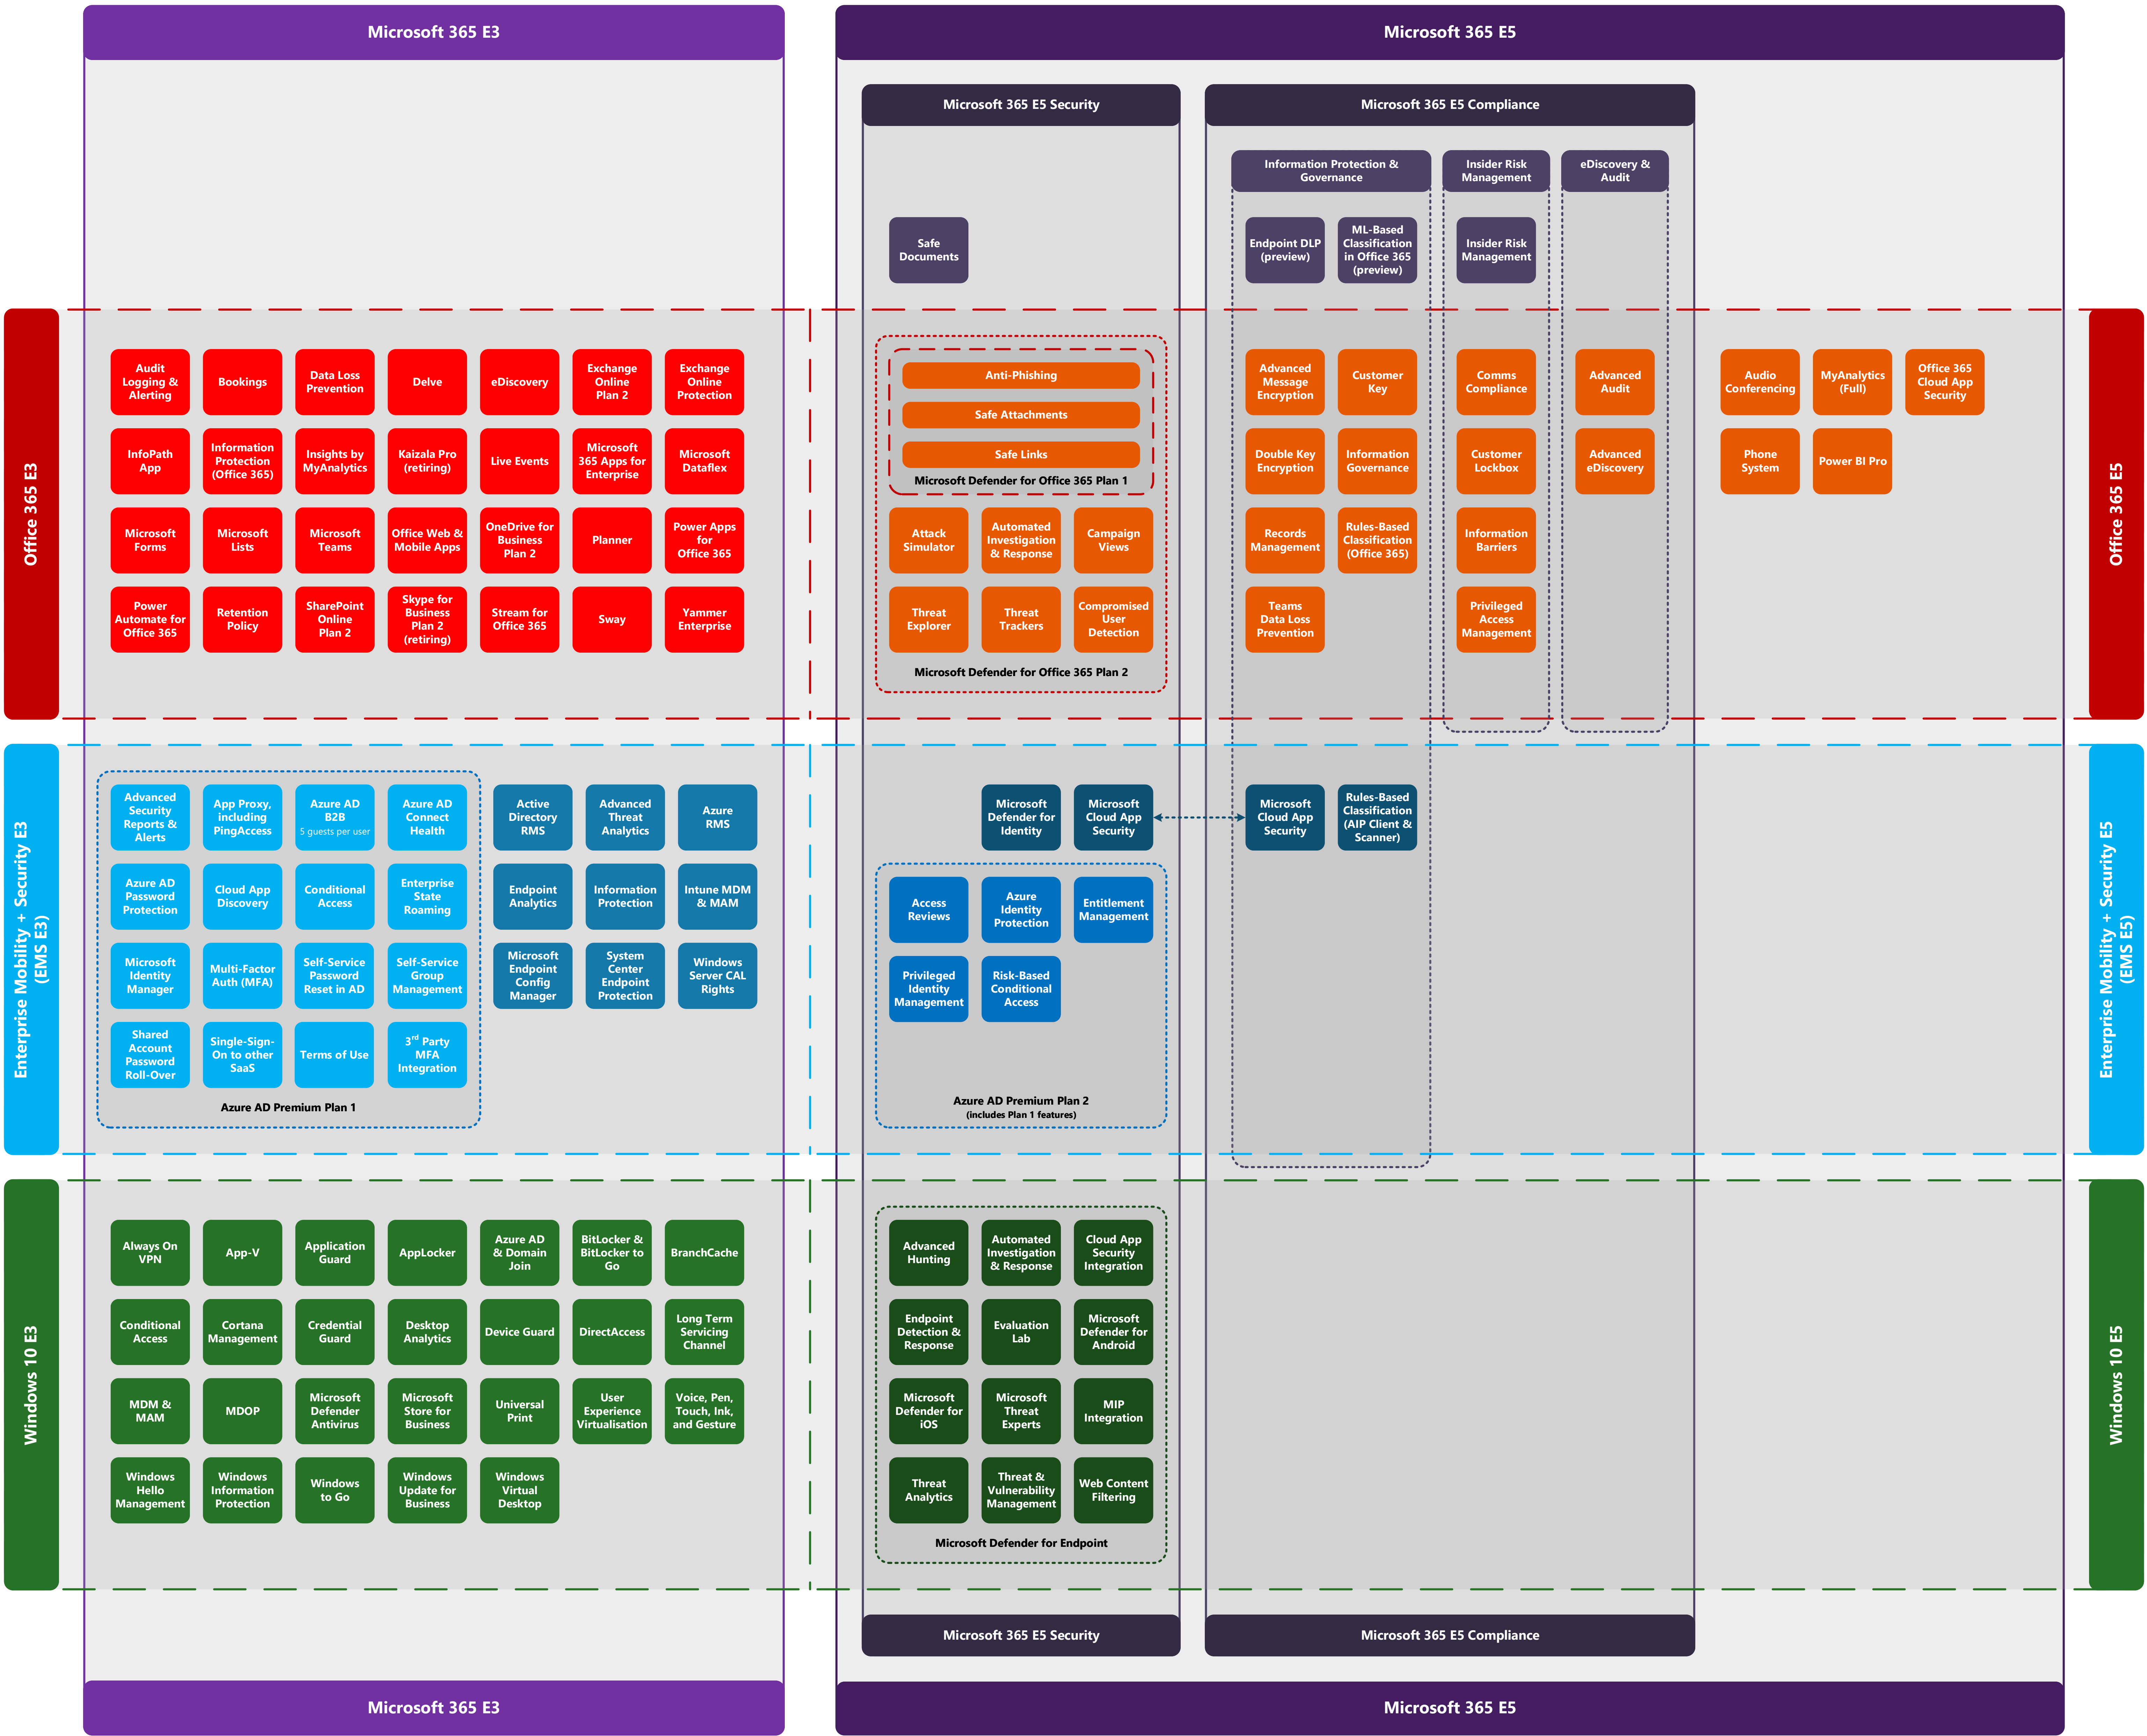 Microsoft 365 E3
Microsoft 365 E5
Microsoft 365 E5 Security
Microsoft 365 E5 Compliance
Information Protection &
Governance
Insider Risk
Management
eDiscovery &
Audit
Safe
Documents
Endpoint DLP
(preview)
ML-Based
Classification
in Office 365
(preview)
Insider Risk
Management
Office 365 E3
Audit
Logging &
Alerting
Bookings
Data Loss
Prevention
Delve
eDiscovery
Exchange
Online
Plan 2
Exchange
Online
Protection
InfoPath
App
Information
Protection
(Office 365)
Insights by
MyAnalytics
Kaizala Pro
(retiring)
Live Events
Microsoft
365 Apps for
Enterprise
Microsoft
Dataflex
Microsoft
Forms
Microsoft
Lists
Microsoft
Teams
Office Web &
Mobile Apps
OneDrive for
Business
Plan 2
Planner
Power Apps
for
Office 365
Power
Automate for
Office 365
Retention
Policy
SharePoint
Online
Plan 2
Skype for
Business
Plan 2
(retiring)
Stream for
Office 365
Sway
Yammer
Enterprise
Anti-Phishing
Safe Attachments
Safe Links
Microsoft Defender for Office 365 Plan 1
Attack
Simulator
Automated
Investigation
& Response
Campaign
Views
Threat
Explorer
Threat
Trackers
Compromised
User
Detection
Microsoft Defender for Office 365 Plan 2
Advanced
Message
Encryption
Customer
Key
Double Key
Encryption
Information
Governance
Records
Management
Rules-Based
Classification
(Office 365)
Teams
Data Loss
Prevention
Comms
Compliance
Customer
Lockbox
Information
Barriers
Privileged
Access
Management
Advanced
Audit
Advanced
eDiscovery
Audio
Conferencing
MyAnalytics
(Full)
Office 365
Cloud App
Security
Phone
System
Power BI Pro
Office 365 E5
Enterprise Mobility + Security E3
(EMS E3)
Advanced
Security
Reports &
Alerts
App Proxy,
including
PingAccess
Azure AD
B2B
5 guests per user
Azure AD
Connect
Health
Azure AD
Password
Protection
Cloud App
Discovery
Conditional
Access
Enterprise
State
Roaming
Microsoft
Identity
Manager
Multi-Factor
Auth (MFA)
Self-Service
Password
Reset in AD
Self-Service
Group
Management
Shared
Account
Password
Roll-Over
Single-Sign-
On to other
SaaS
Terms of Use
3rd Party
MFA
Integration
Azure AD Premium Plan 1
Active
Directory
RMS
Advanced
Threat
Analytics
Azure
RMS
Endpoint
Analytics
Information
Protection
Intune MDM
& MAM
Microsoft
Endpoint
Config
Manager
System
Center
Endpoint
Protection
Windows
Server CAL
Rights
Microsoft
Defender for
Identity
Microsoft
Cloud App
Security
Access
Reviews
Azure
Identity
Protection
Entitlement
Management
Privileged
Identity
Management
Risk-Based
Conditional
Access
Azure AD Premium Plan 2
(includes Plan 1 features)
Microsoft
Cloud App
Security
Rules-Based
Classification
(AIP Client &
Scanner)
Enterprise Mobility + Security E5
(EMS E5)
Windows 10 E3
Always On
VPN
App-V
Application
Guard
AppLocker
Azure AD
& Domain
Join
BitLocker &
BitLocker to
Go
BranchCache
Conditional
Access
Cortana
Management
Credential
Guard
Desktop
Analytics
Device Guard
DirectAccess
Long Term
Servicing
Channel
MDM &
MAM
MDOP
Microsoft
Defender
Antivirus
Microsoft
Store for
Business
Universal
Print
User
Experience
Virtualisation
Voice, Pen,
Touch, Ink,
and Gesture
Windows
Hello
Management
Windows
Information
Protection
Windows
to Go
Windows
Update for
Business
Windows
Virtual
Desktop
Advanced
Hunting
Automated
Investigation
& Response
Cloud App
Security
Integration
Endpoint
Detection &
Response
Evaluation
Lab
Microsoft
Defender for
Android
Microsoft
Defender for
iOS
Microsoft
Threat
Experts
MIP
Integration
Threat
Analytics
Threat &
Vulnerability
Management
Web Content
Filtering
Microsoft Defender for Endpoint
Windows 10 E5
Microsoft 365 E5 Security
Microsoft 365 E5 Compliance
Microsoft 365 E3
Microsoft 365 E5